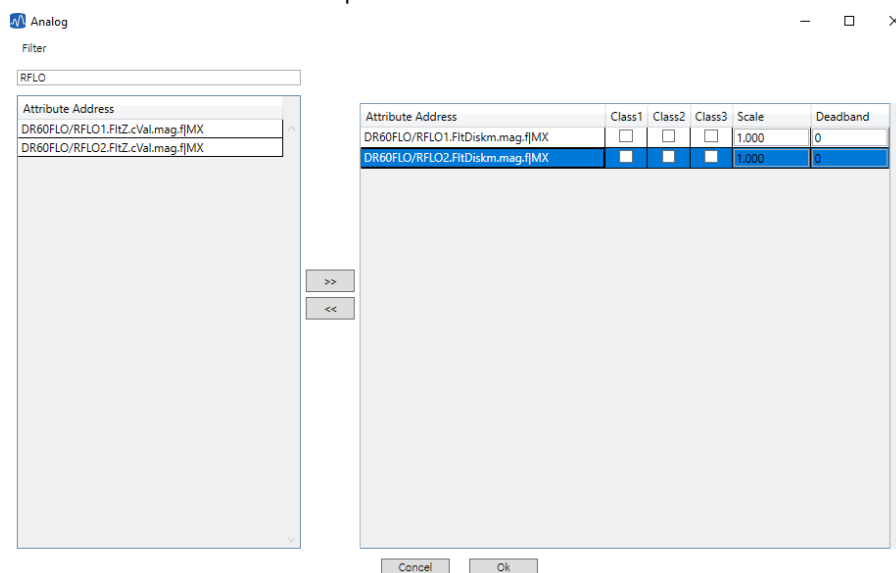 Analog
Filter
RFLO
Attribute Address
DR60FLO/RFLO1.FltZ.cVal.mag.f|MX
DR60FLO/RFLO2.FltZ.cVal.mag.f|MX
>>
<<
Attribute Address Class1 Class2 Class3 Scale Deadband
DR60FLO/RFLO1.FltDiskm.mag.f|MX 1.000 0
DR60FLO/RFLO2.FltDiskm.mag.f|MX 1.000 0
Concel Ok